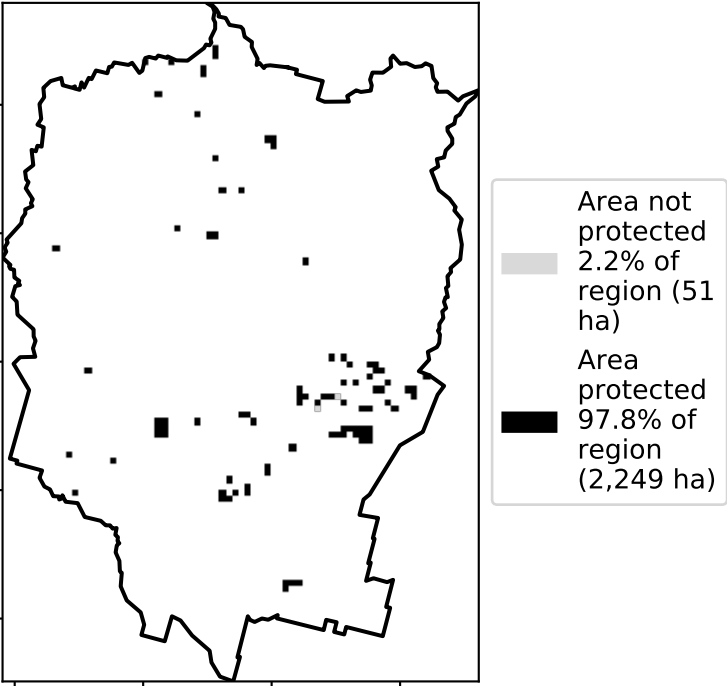 Area not
protected
2.2% of
region (51
ha)
Area
protected
97.8% of
region
(2,249 ha)